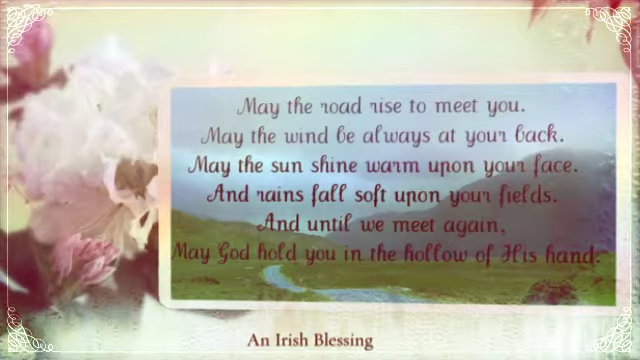 May the road rise to meet you.
May the wind be always at your back.
May the sun shine warm upon your face.
And rains fall soft upon your fields.
And until we meet again,
May God hold you in the hollow of His hand.
An Irish Blessing